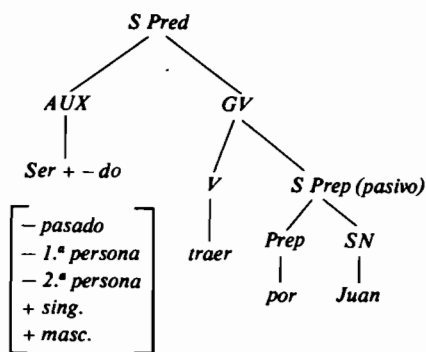 S Pred
AUX GV
Ser + – do V S Prep (pasivo)
– pasado
– 1.ª persona
– 2.ª persona
+ sing.
+ masc.
traer Prep SN
por Juan